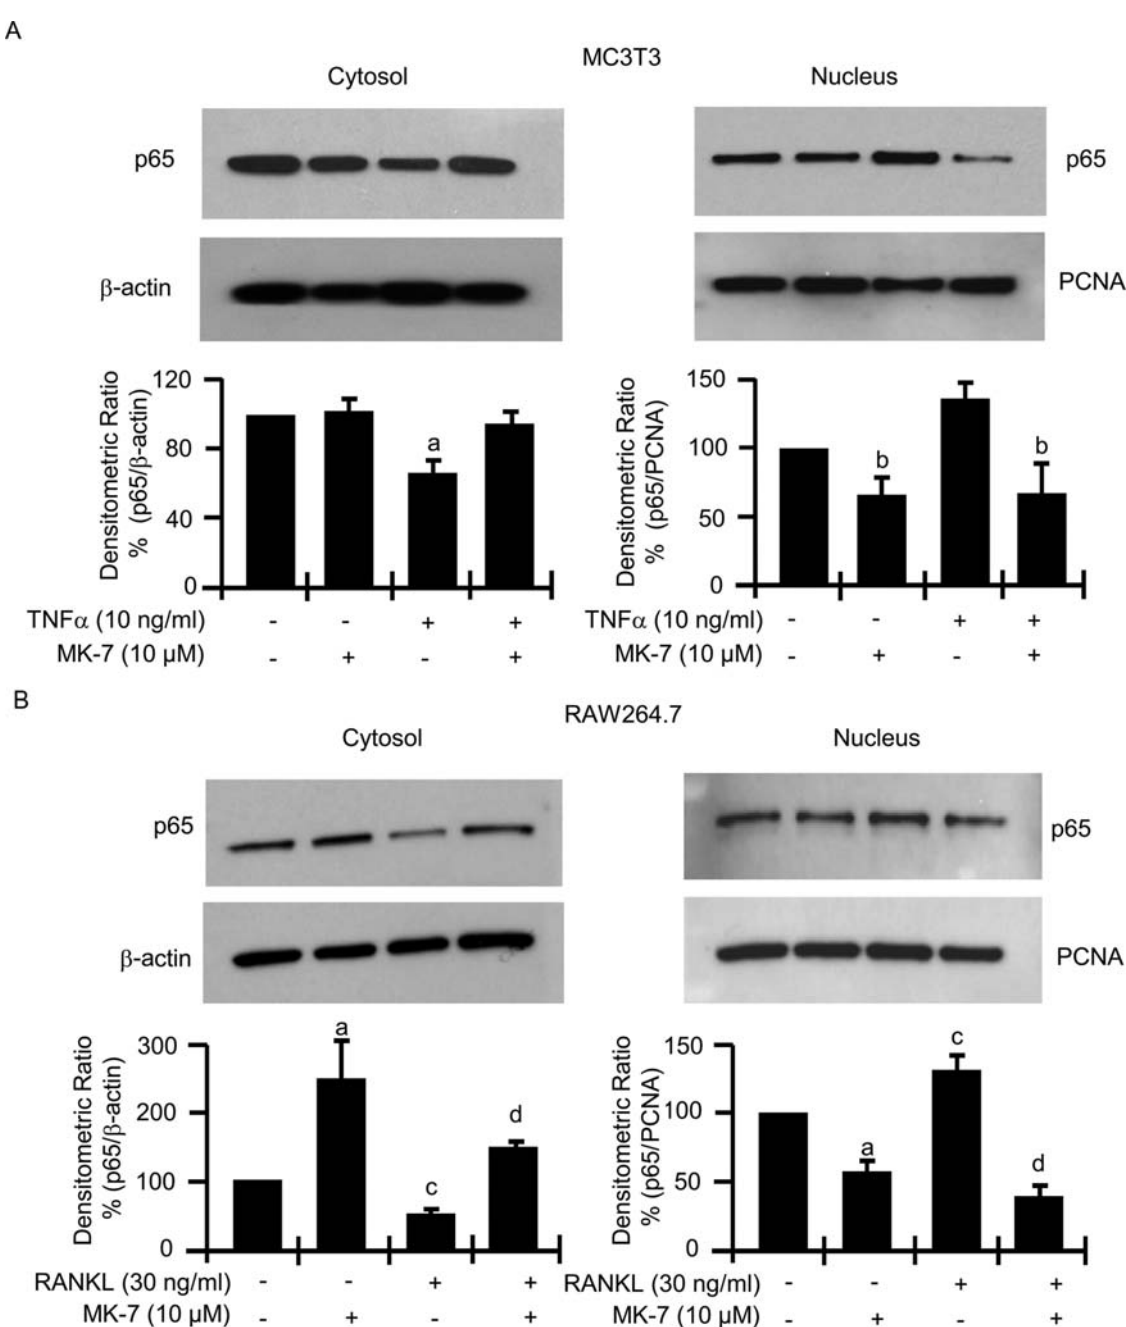 A
MC3T3
Cytosol
Nucleus
p65
p65
β-actin
PCNA
Densitometric Ratio
% (p65/β-actin)
120
80
40
0
a
Densitometric Ratio
% (p65/PCNA)
150
100
50
0
b
b
TNFα (10 ng/ml) - - + +
MK-7 (10 µM) - + - +
TNFα (10 ng/ml) - - + +
MK-7 (10 µM) - + - +
B
RAW264.7
Cytosol
Nucleus
p65
p65
β-actin
PCNA
Densitometric Ratio
% (p65/β-actin)
300
200
100
0
a
c
d
Densitometric Ratio
% (p65/PCNA)
150
100
50
0
a
c
d
RANKL (30 ng/ml) - - + +
MK-7 (10 µM) - + - +
RANKL (30 ng/ml) - - + +
MK-7 (10 µM) - + - +